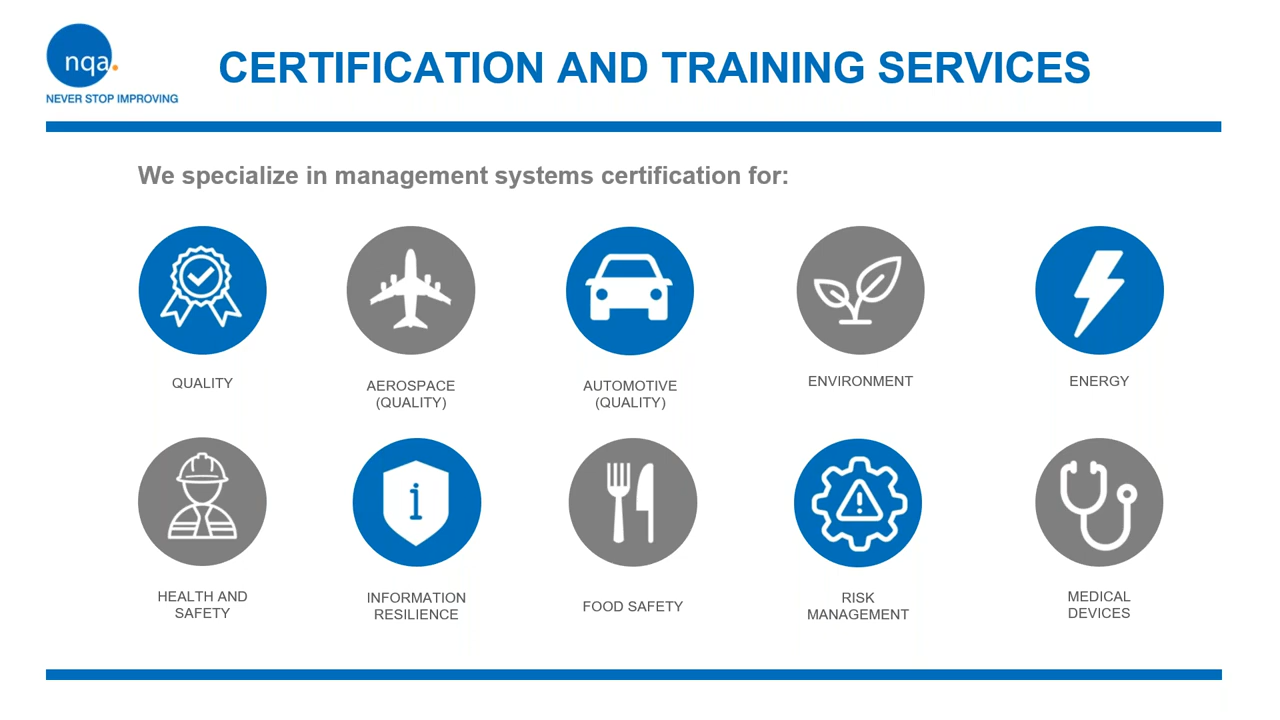 nqa.
NEVER STOP IMPROVING
CERTIFICATION AND TRAINING SERVICES
We specialize in management systems certification for:
QUALITY
AEROSPACE
(QUALITY)
AUTOMOTIVE
(QUALITY)
ENVIRONMENT
ENERGY
HEALTH AND
SAFETY
i
INFORMATION
RESILIENCE
FOOD SAFETY
RISK
MANAGEMENT
MEDICAL
DEVICES